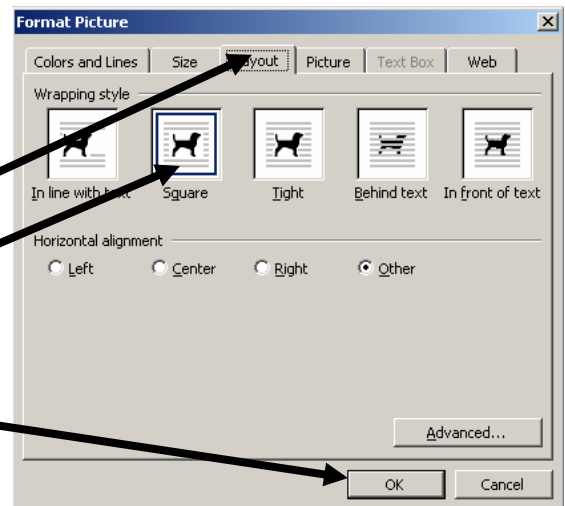 Format Picture
Colors and Lines Size Layout Picture Text Box Web
Wrapping style
In line with text Square Tight Behind text In front of text
Horizontal alignment
Left Center Right Other
Advanced...
OK Cancel